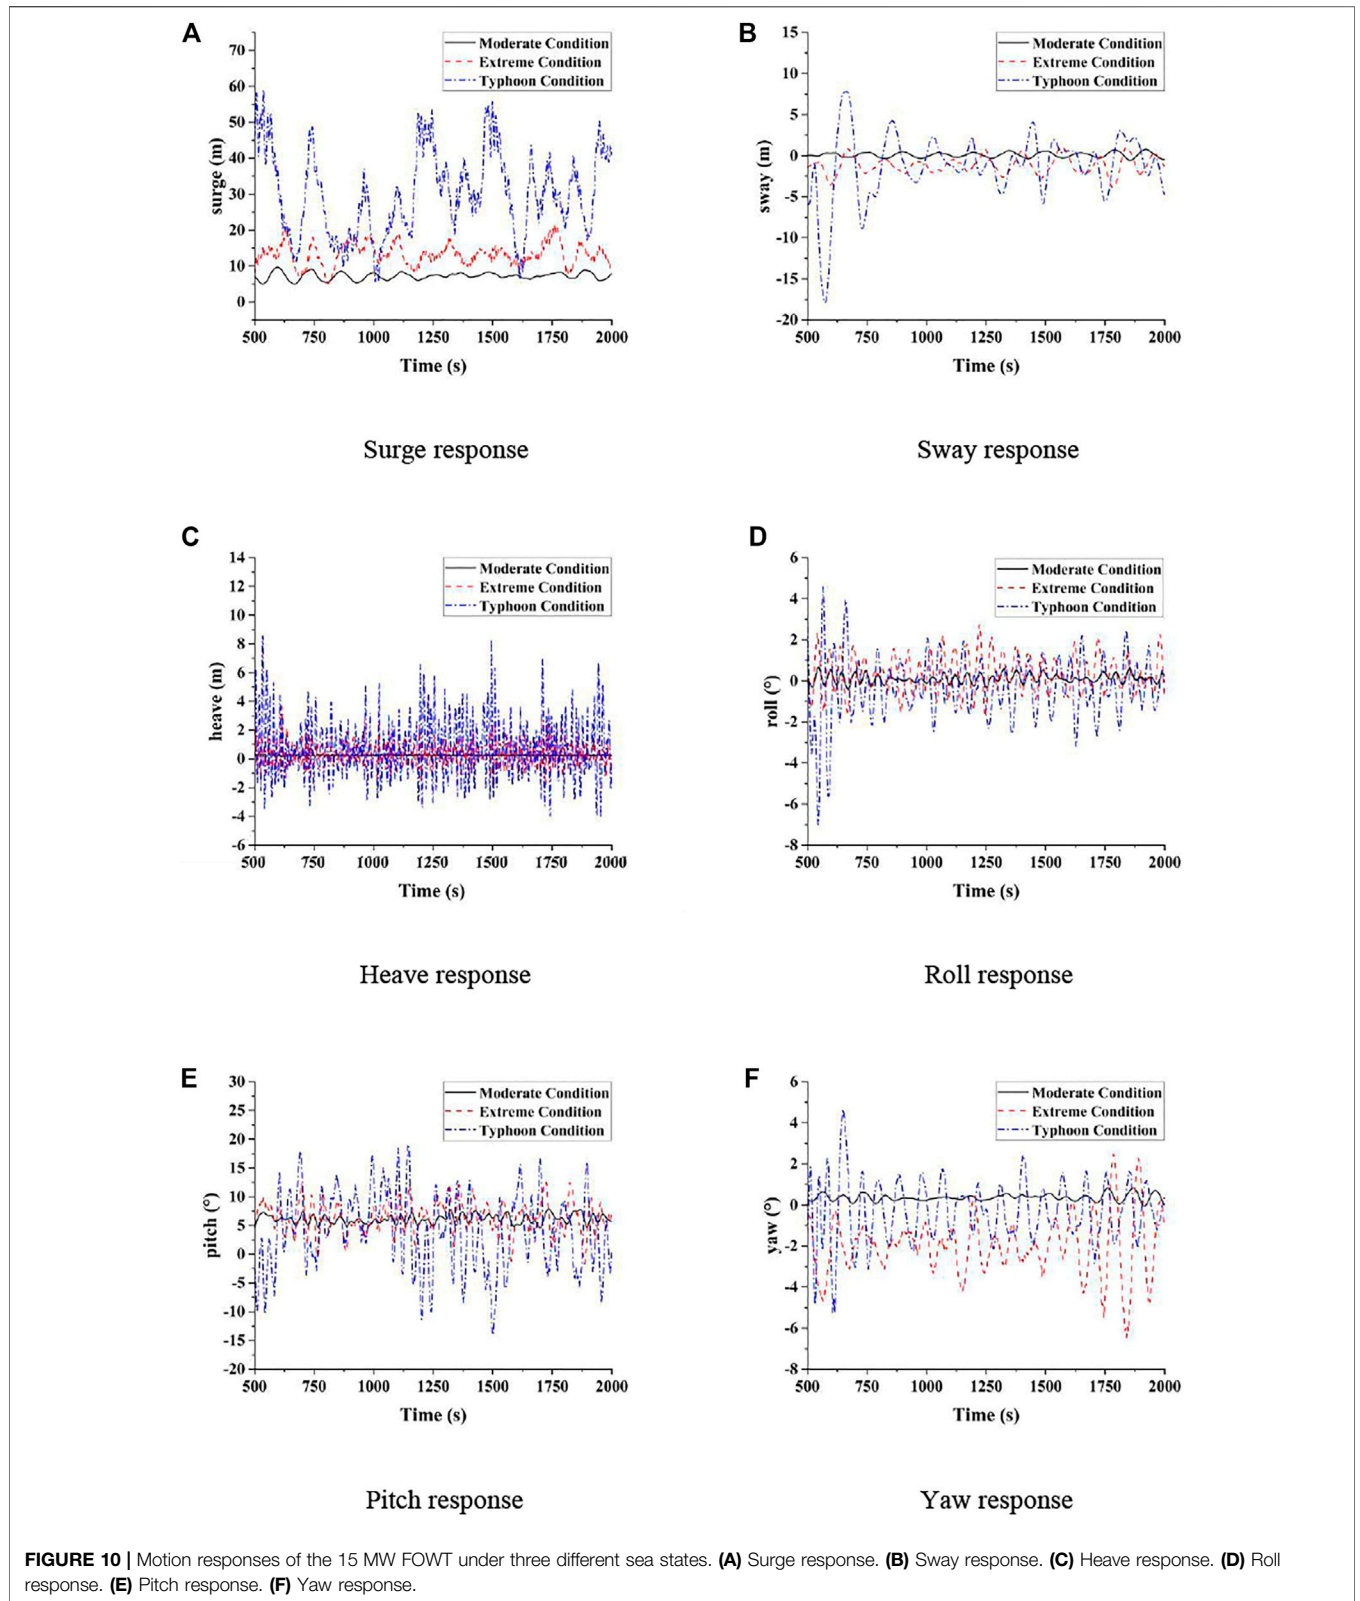 A
70
60
50
40
30
20
10
0
surge (m)
Moderate Condition
Extreme Condition
Typhoon Condition
500 750 1000 1250 1500 1750 2000
Time (s)
Surge response
B
15
10
5
0
-5
-10
-15
-20
sway (m)
Moderate Condition
Extreme Condition
Typhoon Condition
500 750 1000 1250 1500 1750 2000
Time (s)
Sway response
C
14
12
10
8
6
4
2
0
-2
-4
-6
heave (m)
Moderate Condition
Extreme Condition
Typhoon Condition
500 750 1000 1250 1500 1750 2000
Time (s)
Heave response
D
6
4
2
0
-2
-4
-6
-8
roll (°)
Moderate Condition
Extreme Condition
Typhoon Condition
500 750 1000 1250 1500 1750 2000
Time (s)
Roll response
E
30
25
20
15
10
5
0
-5
-10
-15
-20
pitch (°)
Moderate Condition
Extreme Condition
Typhoon Condition
500 750 1000 1250 1500 1750 2000
Time (s)
Pitch response
F
6
4
2
0
-2
-4
-6
-8
yaw (°)
Moderate Condition
Extreme Condition
Typhoon Condition
500 750 1000 1250 1500 1750 2000
Time (s)
Yaw response
FIGURE 10 | Motion responses of the 15 MW FOWT under three different sea states. (A) Surge response. (B) Sway response. (C) Heave response. (D) Roll
response. (E) Pitch response. (F) Yaw response.